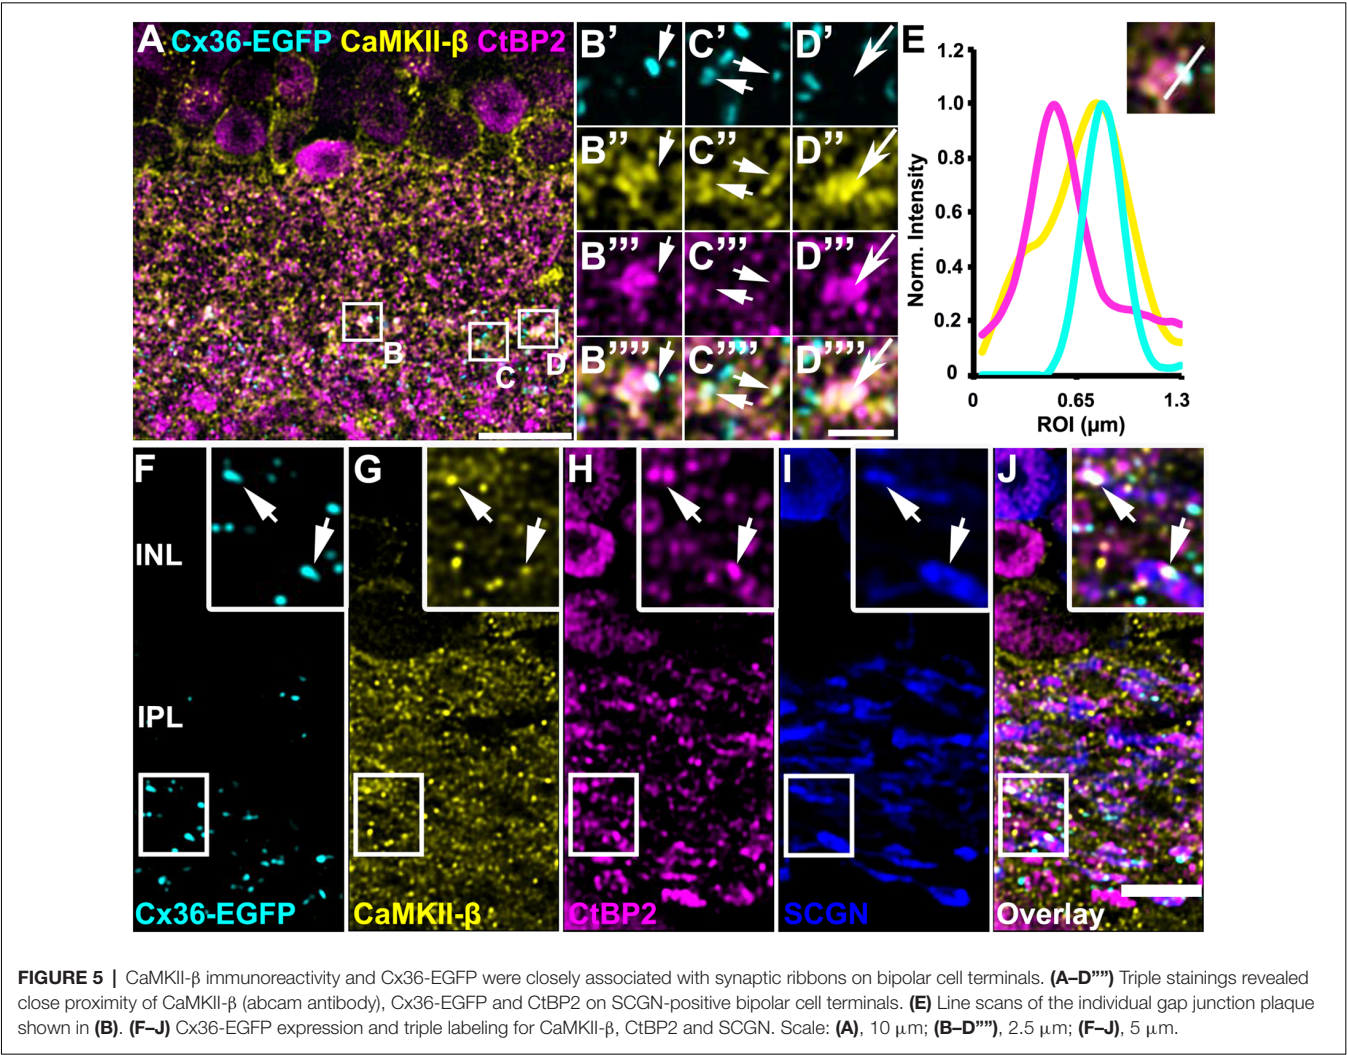 A Cx36-EGFP CaMKII-β CtBP2
B
C
D
B’ C’ D’
B’’ C’’ D’’
B’’’ C’’’ D’’’
B’’’’ C’’’’ D’’’’
E
Norm. Intensity
1.2
1.0
0.8
0.6
0.4
0.2
0
0 0.65 1.3
ROI (µm)
F G H I J
INL
IPL
Cx36-EGFP CaMKII-β CtBP2 SCGN Overlay
FIGURE 5 | CaMKII-β immunoreactivity and Cx36-EGFP were closely associated with synaptic ribbons on bipolar cell terminals. (A–D’’’’) Triple stainings revealed
close proximity of CaMKII-β (abcam antibody), Cx36-EGFP and CtBP2 on SCGN-positive bipolar cell terminals. (E) Line scans of the individual gap junction plaque
shown in (B). (F–J) Cx36-EGFP expression and triple labeling for CaMKII-β, CtBP2 and SCGN. Scale: (A), 10 µm; (B–D’’’’), 2.5 µm; (F–J), 5 µm.